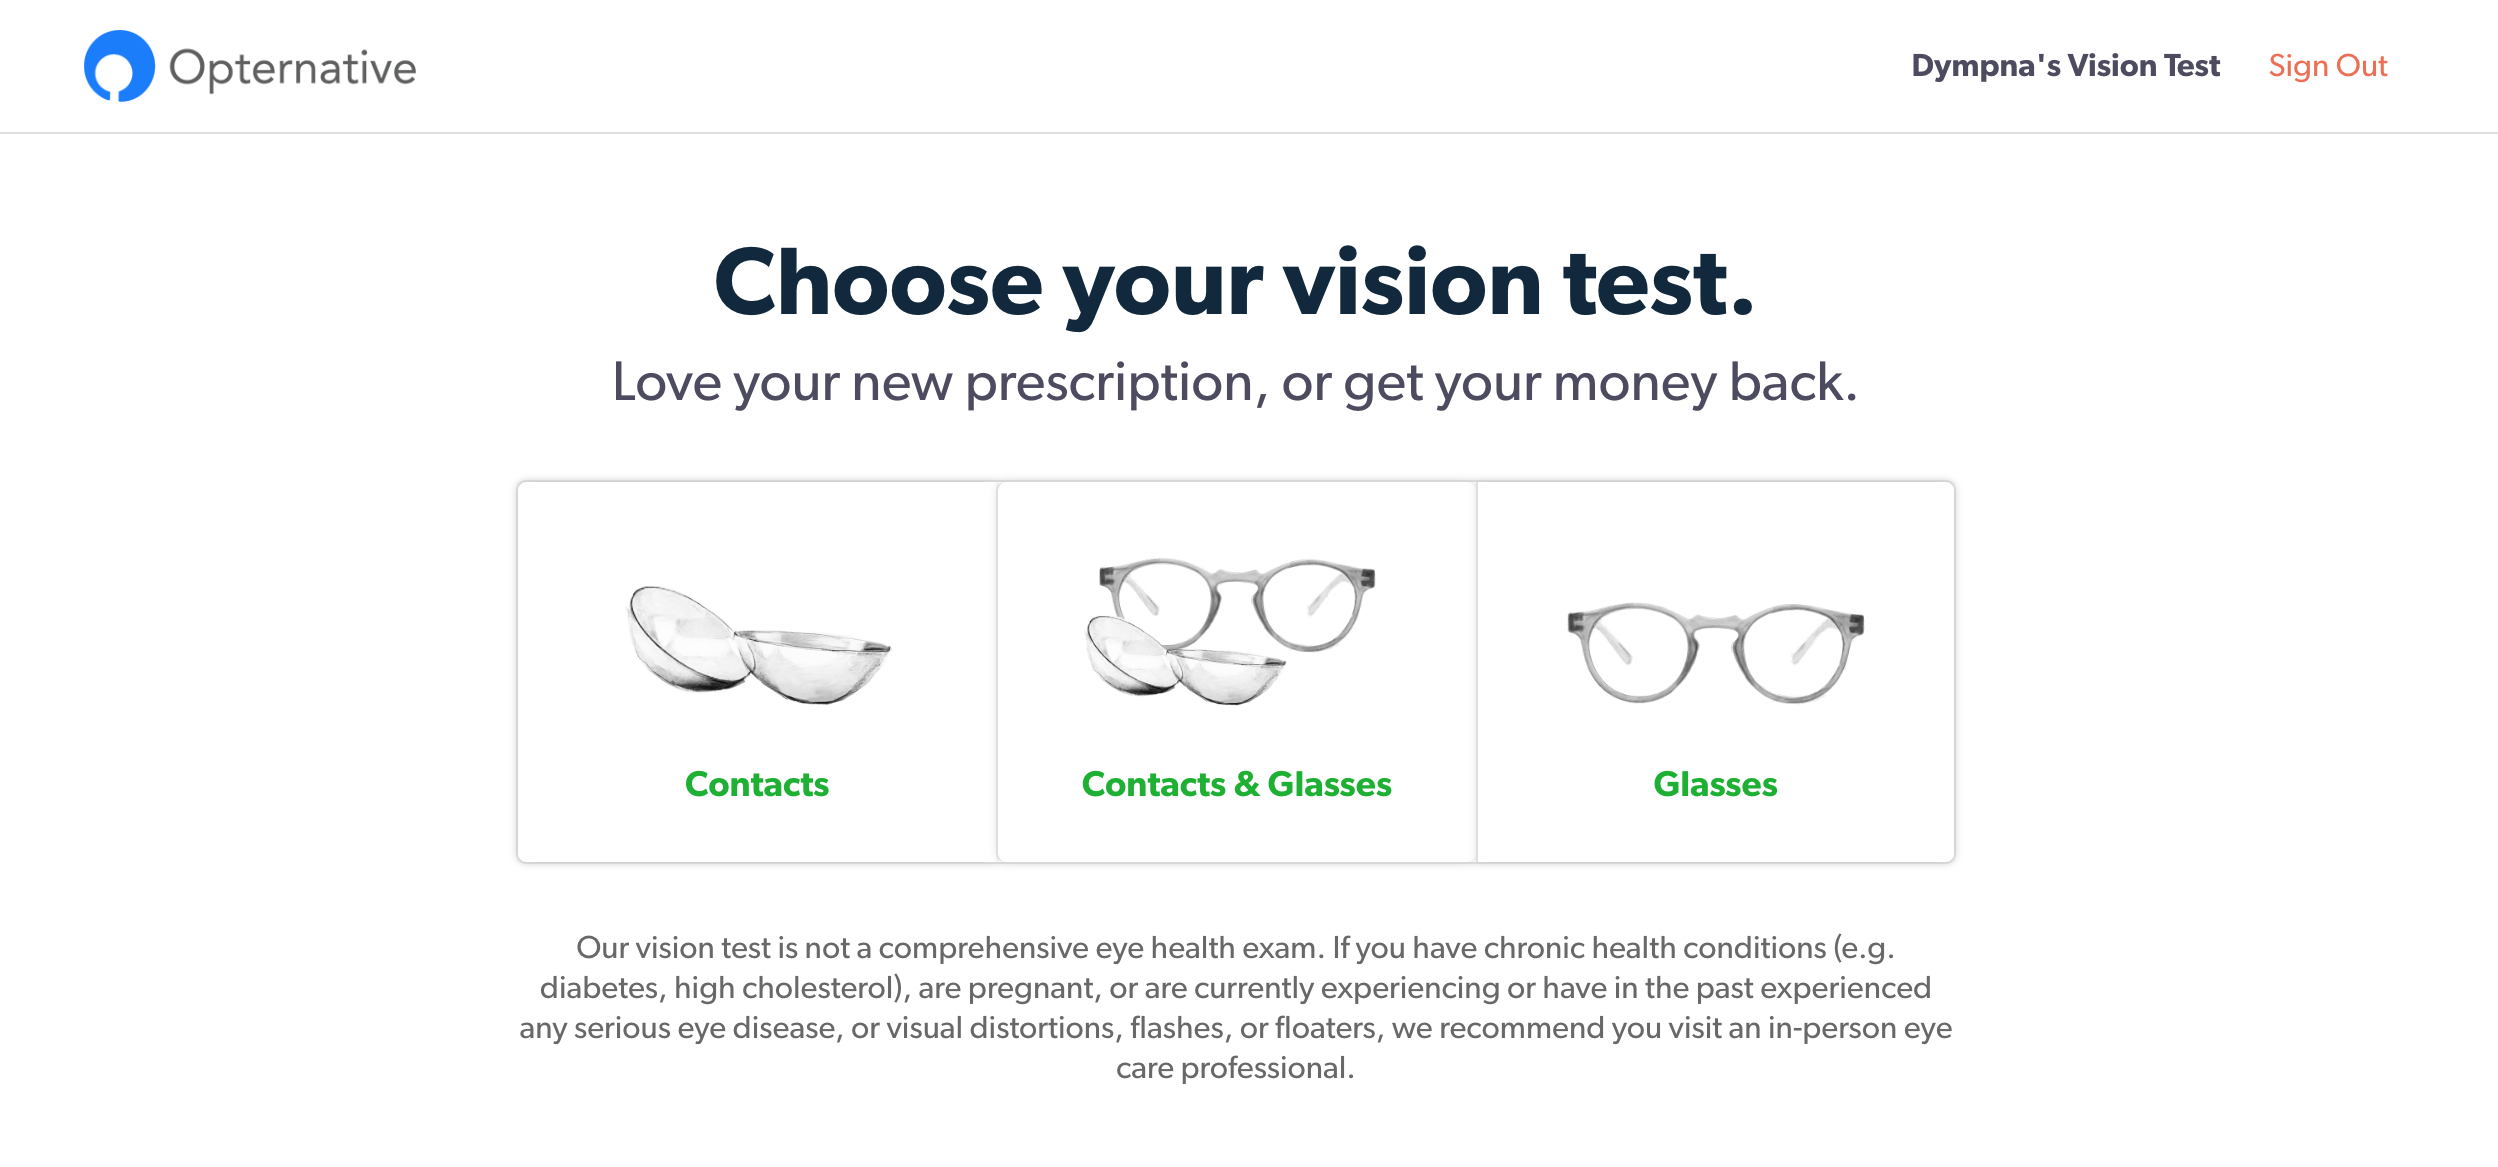 Opternative
Dympna's Vision Test
Sign Out
Choose your vision test.
Love your new prescription, or get your money back.
Contacts
Contacts & Glasses
Glasses
Our vision test is not a comprehensive eye health exam. If you have chronic health conditions (e.g.
diabetes, high cholesterol), are pregnant, or are currently experiencing or have in the past experienced
any serious eye disease, or visual distortions, flashes, or floaters, we recommend you visit an in-person eye
care professional.